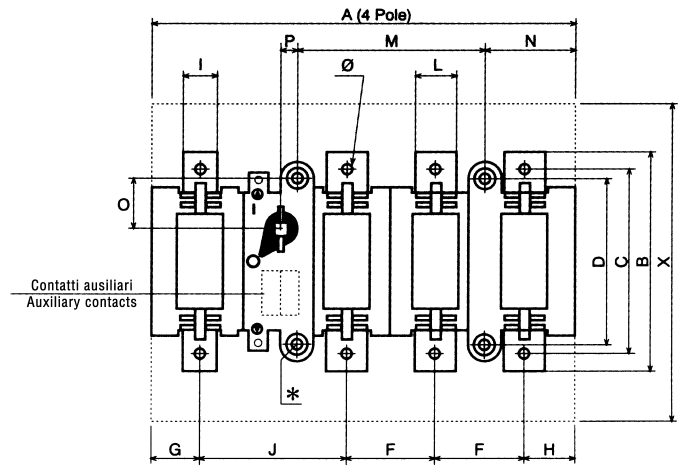 A (4 Pole)
P M N
I Ø L
O
I
D C B X
Contatti ausiliari
Auxiliary contacts
*
G J F F H